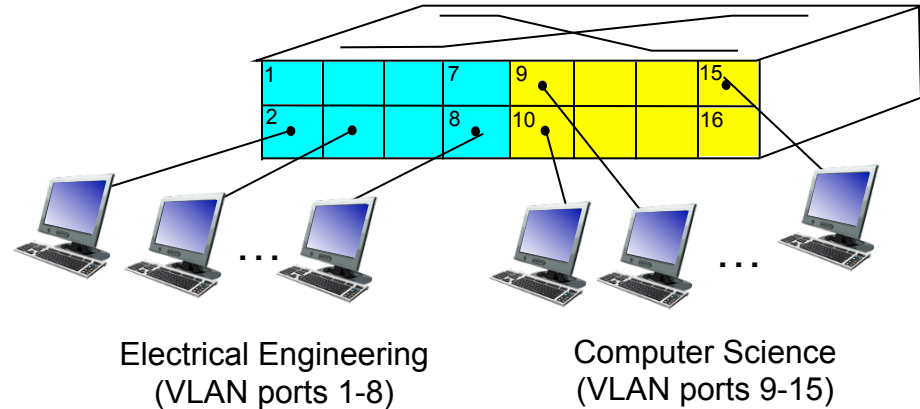 1 7 9 15
2 8 10 16
... ...
Electrical Engineering
(VLAN ports 1-8)
Computer Science
(VLAN ports 9-15)